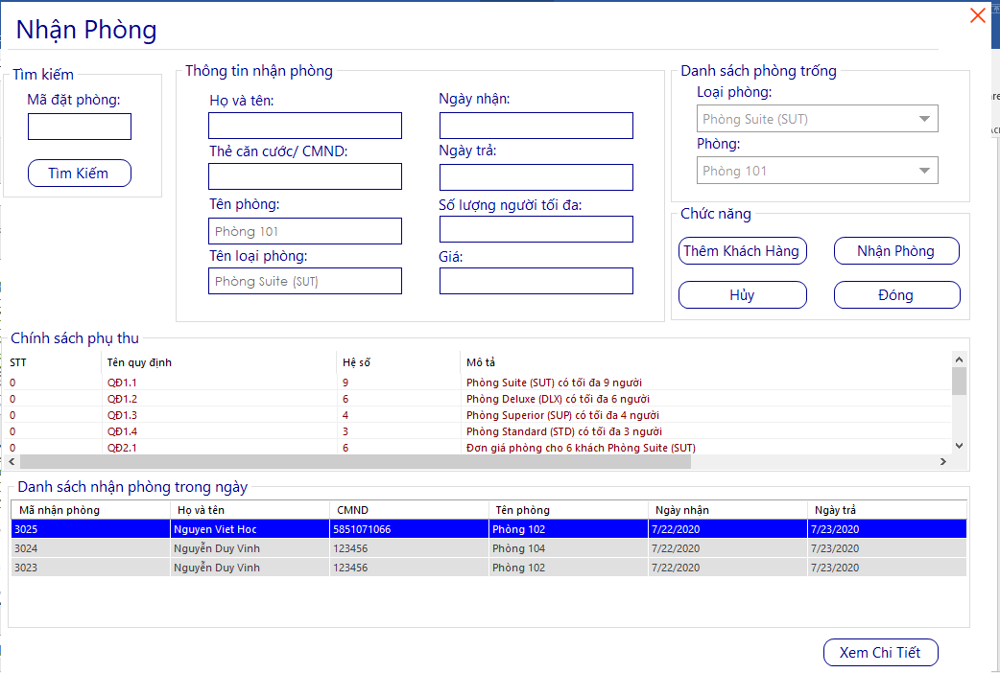 Nhận Phòng
Tìm kiếm
Mã đặt phòng:
Tìm Kiếm
Thông tin nhận phòng
Họ và tên:
Thẻ căn cước/ CMND:
Tên phòng:
Phòng 101
Tên loại phòng:
Phòng Suite (SUT)
Ngày nhận:
Ngày trả:
Số lượng người tối đa:
Giá:
Danh sách phòng trống
Loại phòng:
Phòng Suite (SUT)
Phòng:
Phòng 101
Chức năng
Thêm Khách Hàng Nhận Phòng
Hủy Đóng
Chính sách phụ thu
STT Tên quy định Hệ số Mô tả
0 QĐ1.1 9 Phòng Suite (SUT) có tối đa 9 người
0 QĐ1.2 6 Phòng Deluxe (DLX) có tối đa 6 người
0 QĐ1.3 4 Phòng Superior (SUP) có tối đa 4 người
0 QĐ1.4 3 Phòng Standard (STD) có tối đa 3 người
0 QĐ2.1 6 Đơn giá phòng cho 6 khách Phòng Suite (SUT)
Danh sách nhận phòng trong ngày
Mã nhận phòng Họ và tên CMND Tên phòng Ngày nhận Ngày trả
3025 Nguyen Viet Hoc 5851071066 Phòng 102 7/22/2020 7/23/2020
3024 Nguyễn Duy Vinh 123456 Phòng 104 7/22/2020 7/23/2020
3023 Nguyễn Duy Vinh 123456 Phòng 102 7/22/2020 7/23/2020
Xem Chi Tiết